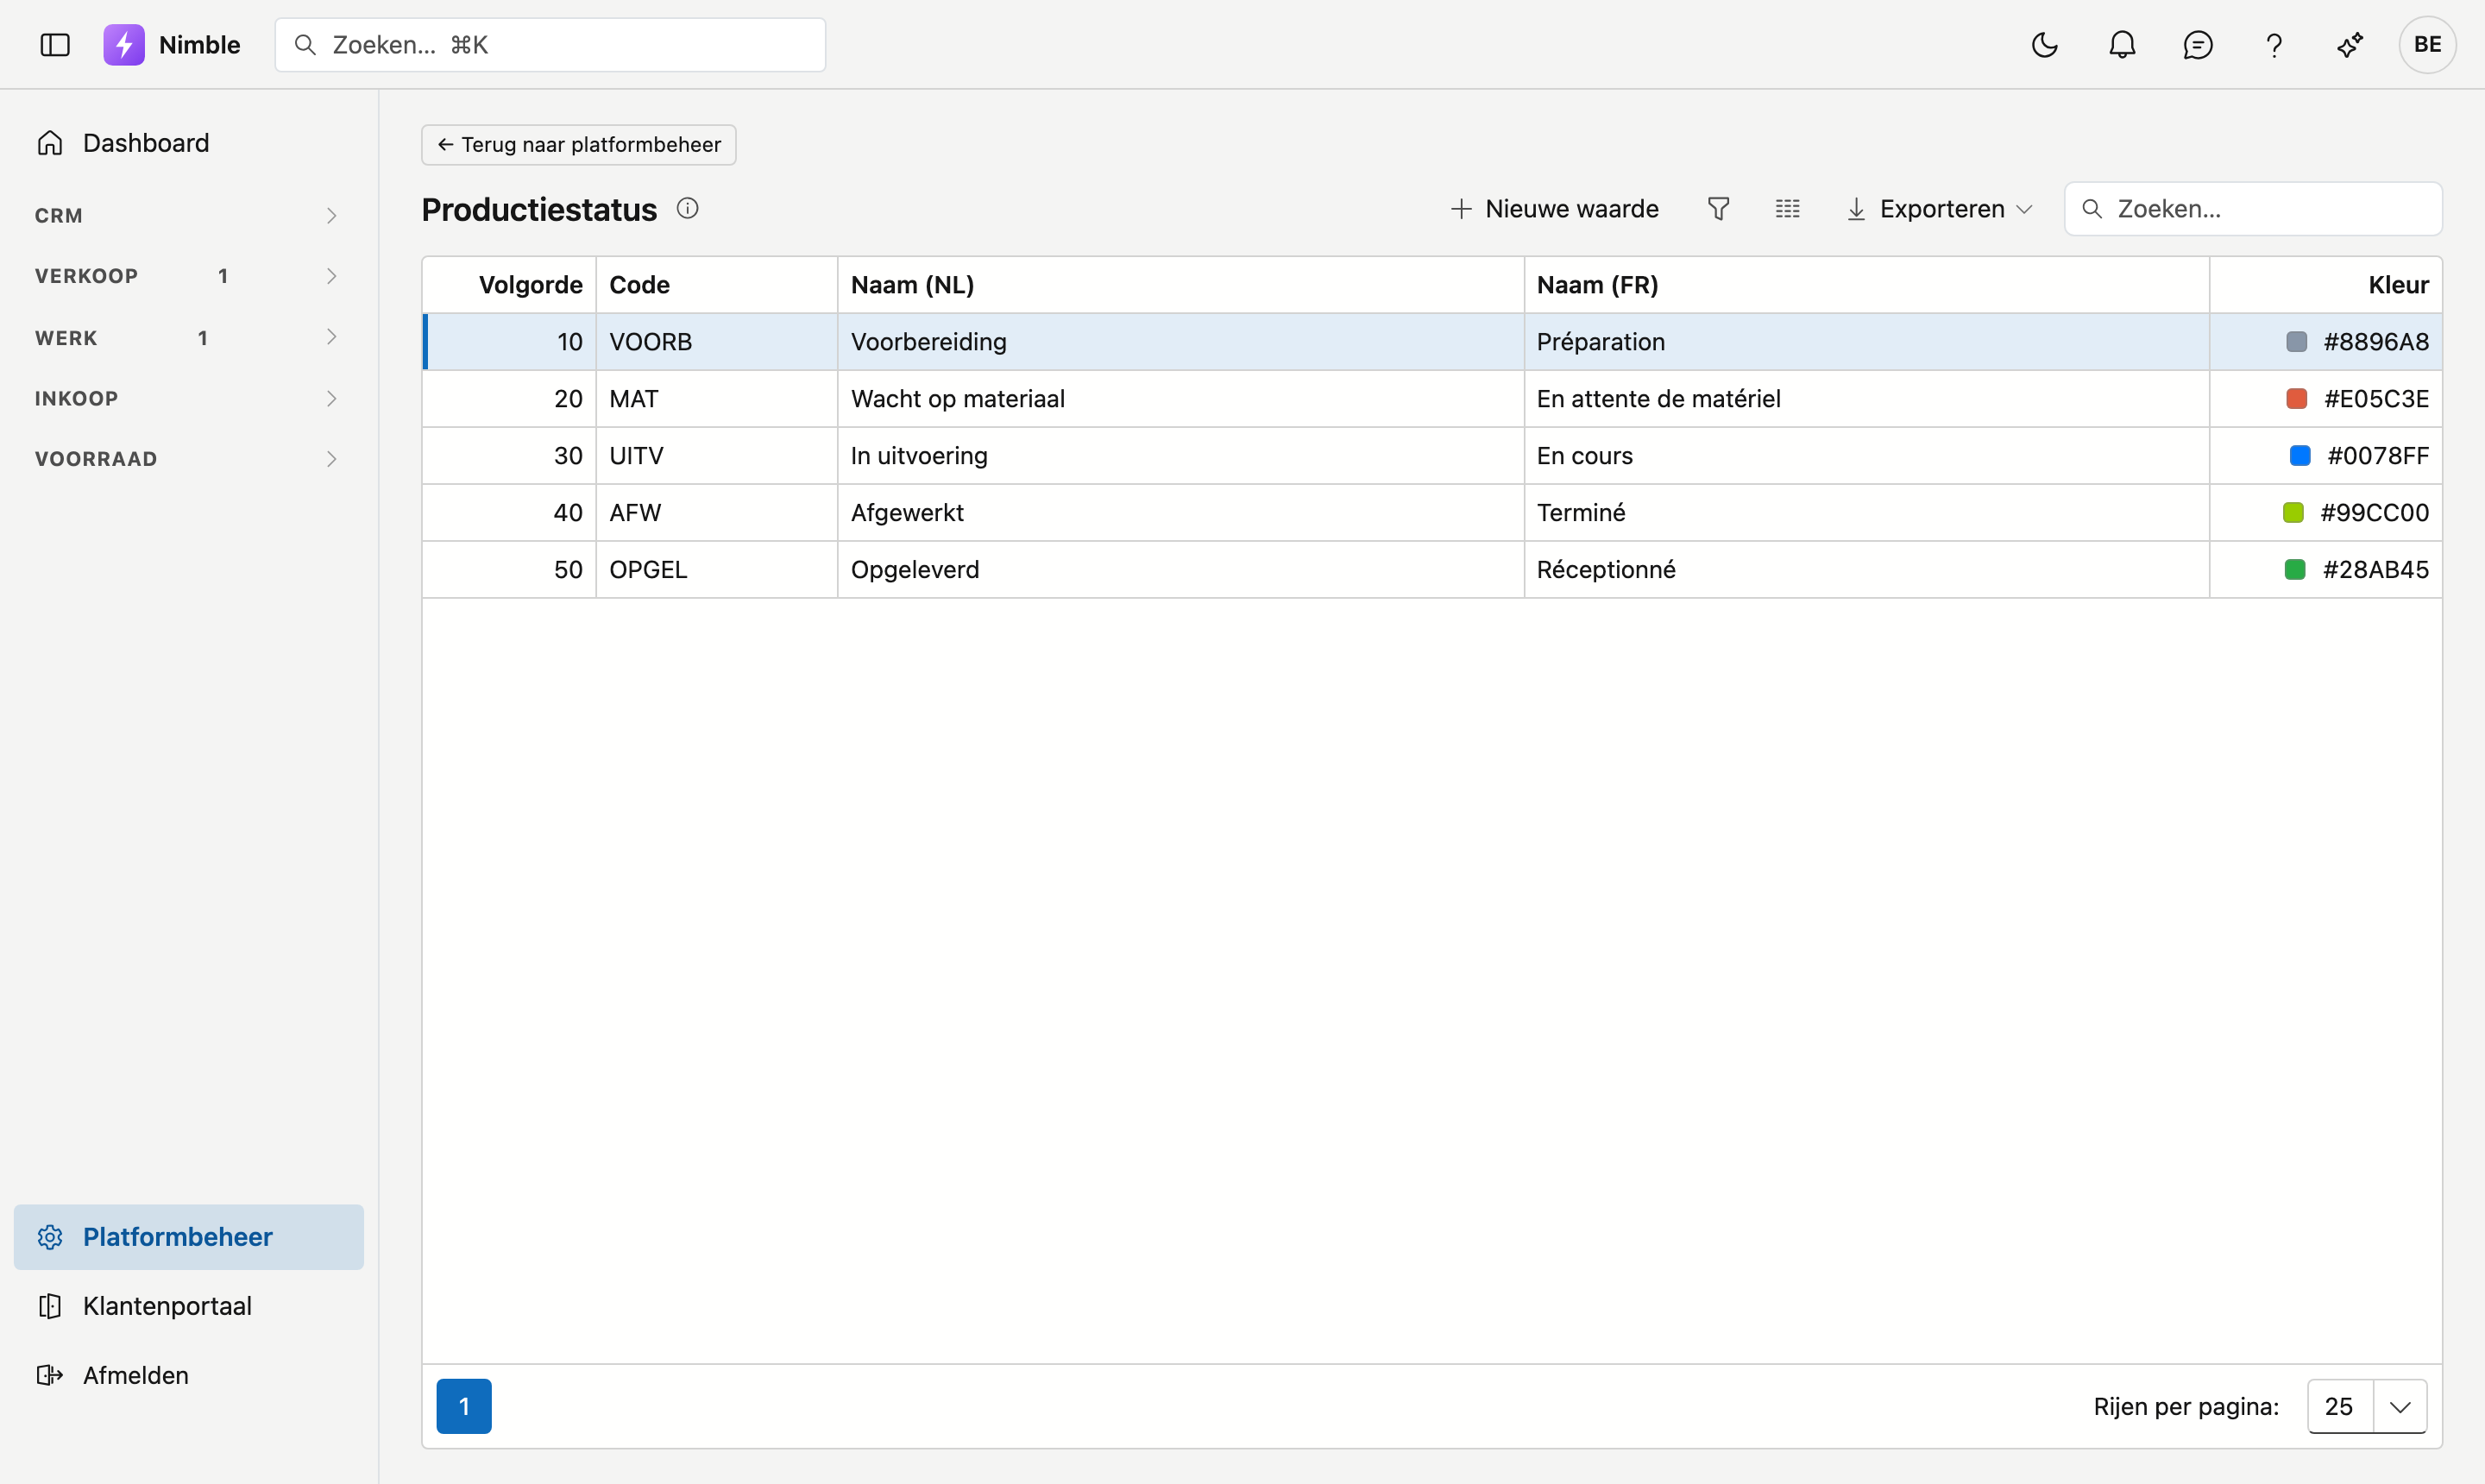 Nimble
Zoeken... ⌘K
BE
Dashboard
CRM
VERKOOP 1
WERK 1
INKOOP
VOORRAAD
Platformbeheer
Klantenportaal
Afmelden
← Terug naar platformbeheer
Productiestatus
Nieuwe waarde
Exporteren
Zoeken...
Volgorde Code Naam (NL) Naam (FR) Kleur
10 VOORB Voorbereiding Préparation #8896A8
20 MAT Wacht op materiaal En attente de matériel #E05C3E
30 UITV In uitvoering En cours #0078FF
40 AFW Afgewerkt Terminé #99CC00
50 OPGEL Opgeleverd Réceptionné #28AB45
1
Rijen per pagina: 25